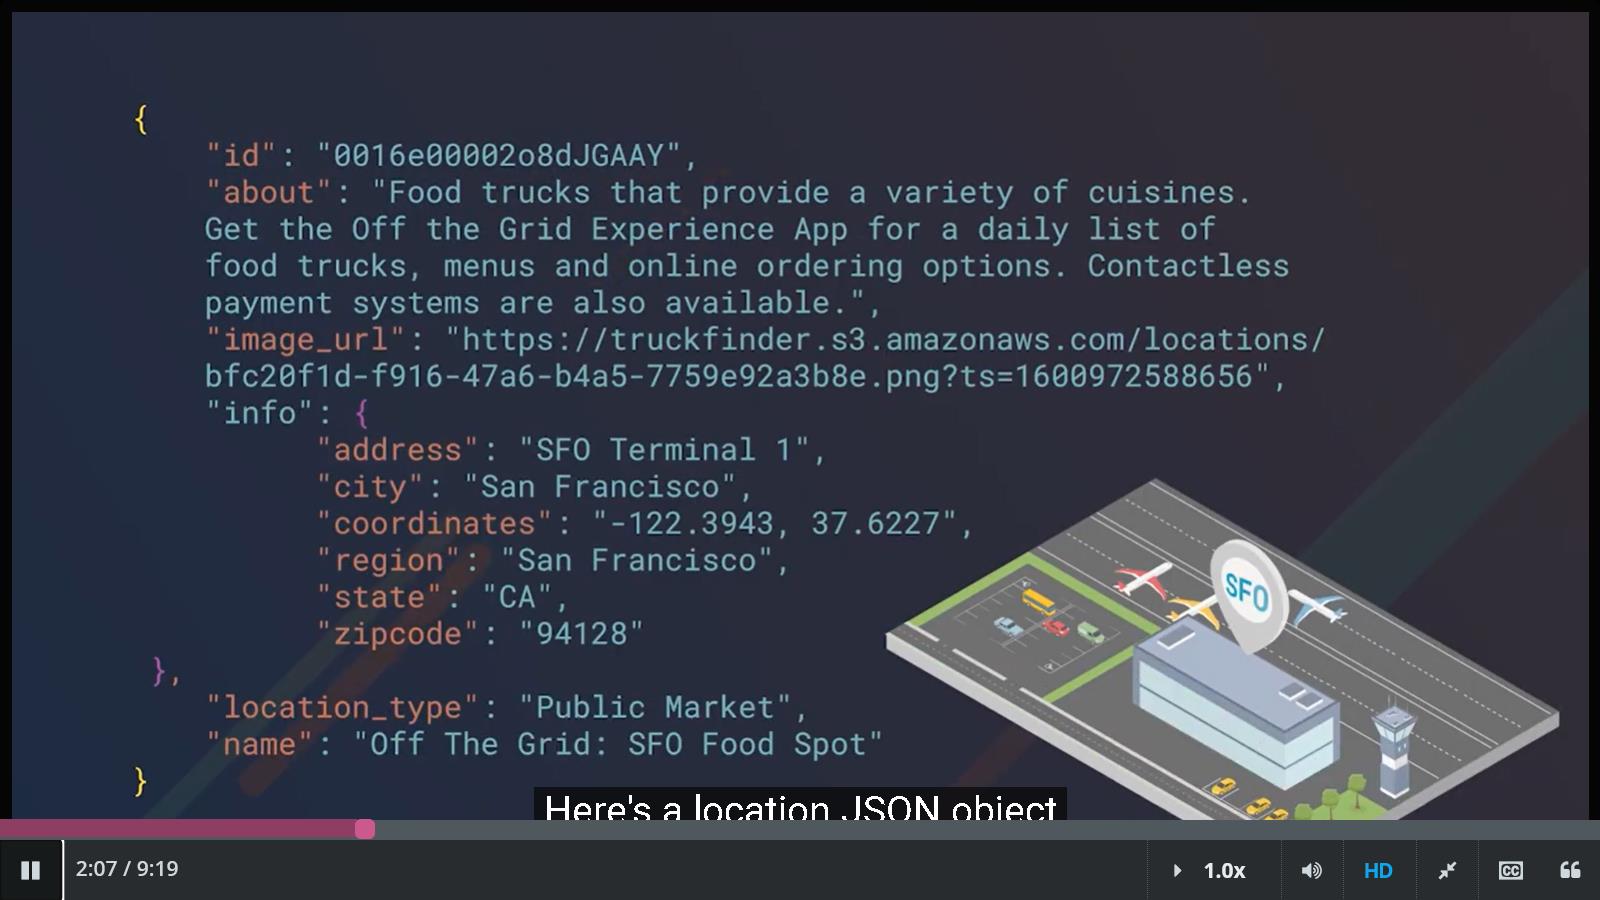 {
"id": "0016e00002o8dJGAAY",
"about": "Food trucks that provide a variety of cuisines.
Get the Off the Grid Experience App for a daily list of
food trucks, menus and online ordering options. Contactless
payment systems are also available.",
"image_url": "https://truckfinder.s3.amazonaws.com/locations/
bfc20f1d-f916-47a6-b4a5-7759e92a3b8e.png?ts=1600972588656",
"info": {
"address": "SFO Terminal 1",
"city": "San Francisco",
"coordinates": "-122.3943, 37.6227",
"region": "San Francisco",
"state": "CA",
"zipcode": "94128"
},
"location_type": "Public Market",
"name": "Off The Grid: SFO Food Spot"
}
SFO
Here's a location JSON object
2:07 / 9:19
1.0x
HD
CC